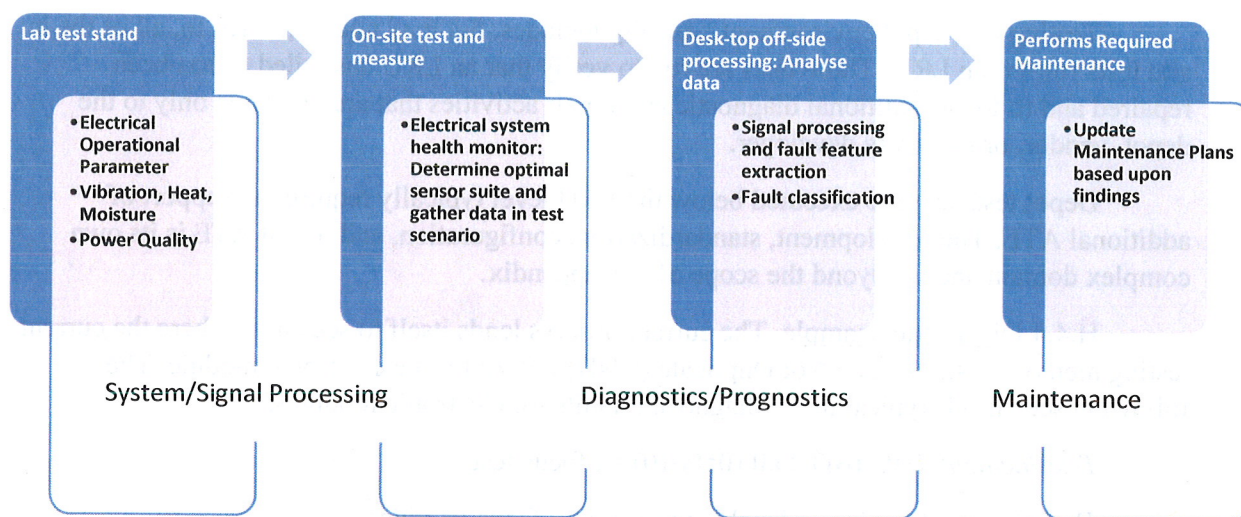 Lab test stand
• Electrical
Operational
Parameter
• Vibration, Heat,
Moisture
• Power Quality
On-site test and
measure
• Electrical system
health monitor:
Determine optimal
sensor suite and
gather data in test
scenario
Desk-top off-side
processing: Analyse
data
• Signal processing
and fault feature
extraction
• Fault classification
Performs Required
Maintenance
• Update
Maintenance Plans
based upon
findings
System/Signal Processing
Diagnostics/Prognostics
Maintenance